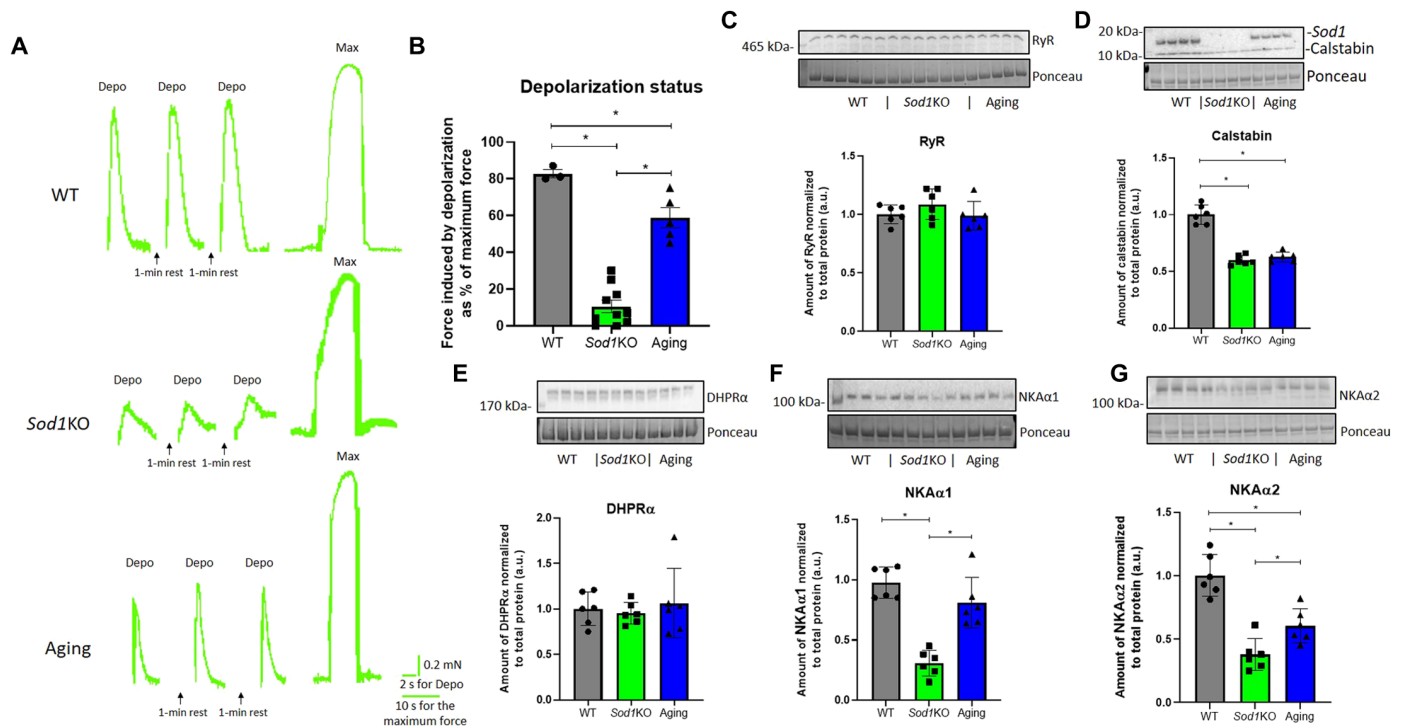 A
Max
Depo Depo Depo
WT
1-min rest 1-min rest
Max
Depo Depo Depo
Sod1KO
1-min rest 1-min rest
Max
Depo Depo Depo
Aging
0.2 mN
2 s for Depo
10 s for the
maximum force
1-min rest 1-min rest
B
Depolarization status
Force induced by depolarization
as % of maximum force
100
80
60
40
20
0
* * *
WT Sod1KO Aging
C
465 kDa-
RyR
Ponceau
WT | Sod1KO | Aging
RyR
Amount of RyR normalized
to total protein (a.u.)
1.5
1.0
0.5
0.0
WT Sod1KO Aging
D
20 kDa-
10 kDa-
-Sod1
-Calstabin
Ponceau
WT |Sod1KO| Aging
Calstabin
Amount of calstabin normalized
to total protein (a.u.)
1.5
1.0
0.5
0.0
* *
WT Sod1KO Aging
E
170 kDa-
DHPRα
Ponceau
WT |Sod1KO| Aging
DHPRα
Amount of DHPRα normalized
to total protein (a.u.)
2.0
1.5
1.0
0.5
0.0
WT Sod1KO Aging
F
100 kDa-
NKAα1
Ponceau
WT | Sod1KO | Aging
NKAα1
Amount of NKAα1 normalized
to total protein (a.u.)
1.5
1.0
0.5
0.0
* *
WT Sod1KO Aging
G
100 kDa-
NKAα2
Ponceau
WT | Sod1KO | Aging
NKAα2
Amount of NKAα2 normalized
to total protein (a.u.)
1.5
1.0
0.5
0.0
* * *
WT Sod1KO Aging